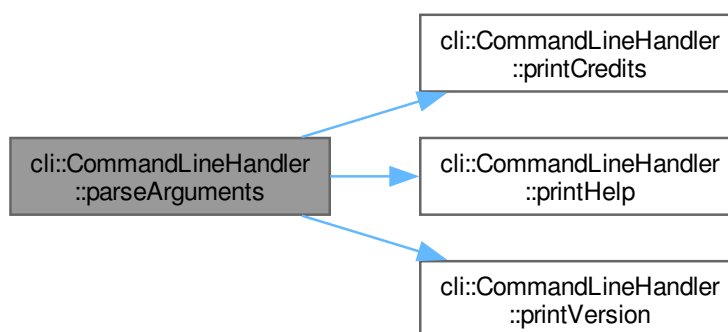 cli::CommandLineHandler
::printCredits
cli::CommandLineHandler
::parseArguments
cli::CommandLineHandler
::printHelp
cli::CommandLineHandler
::printVersion